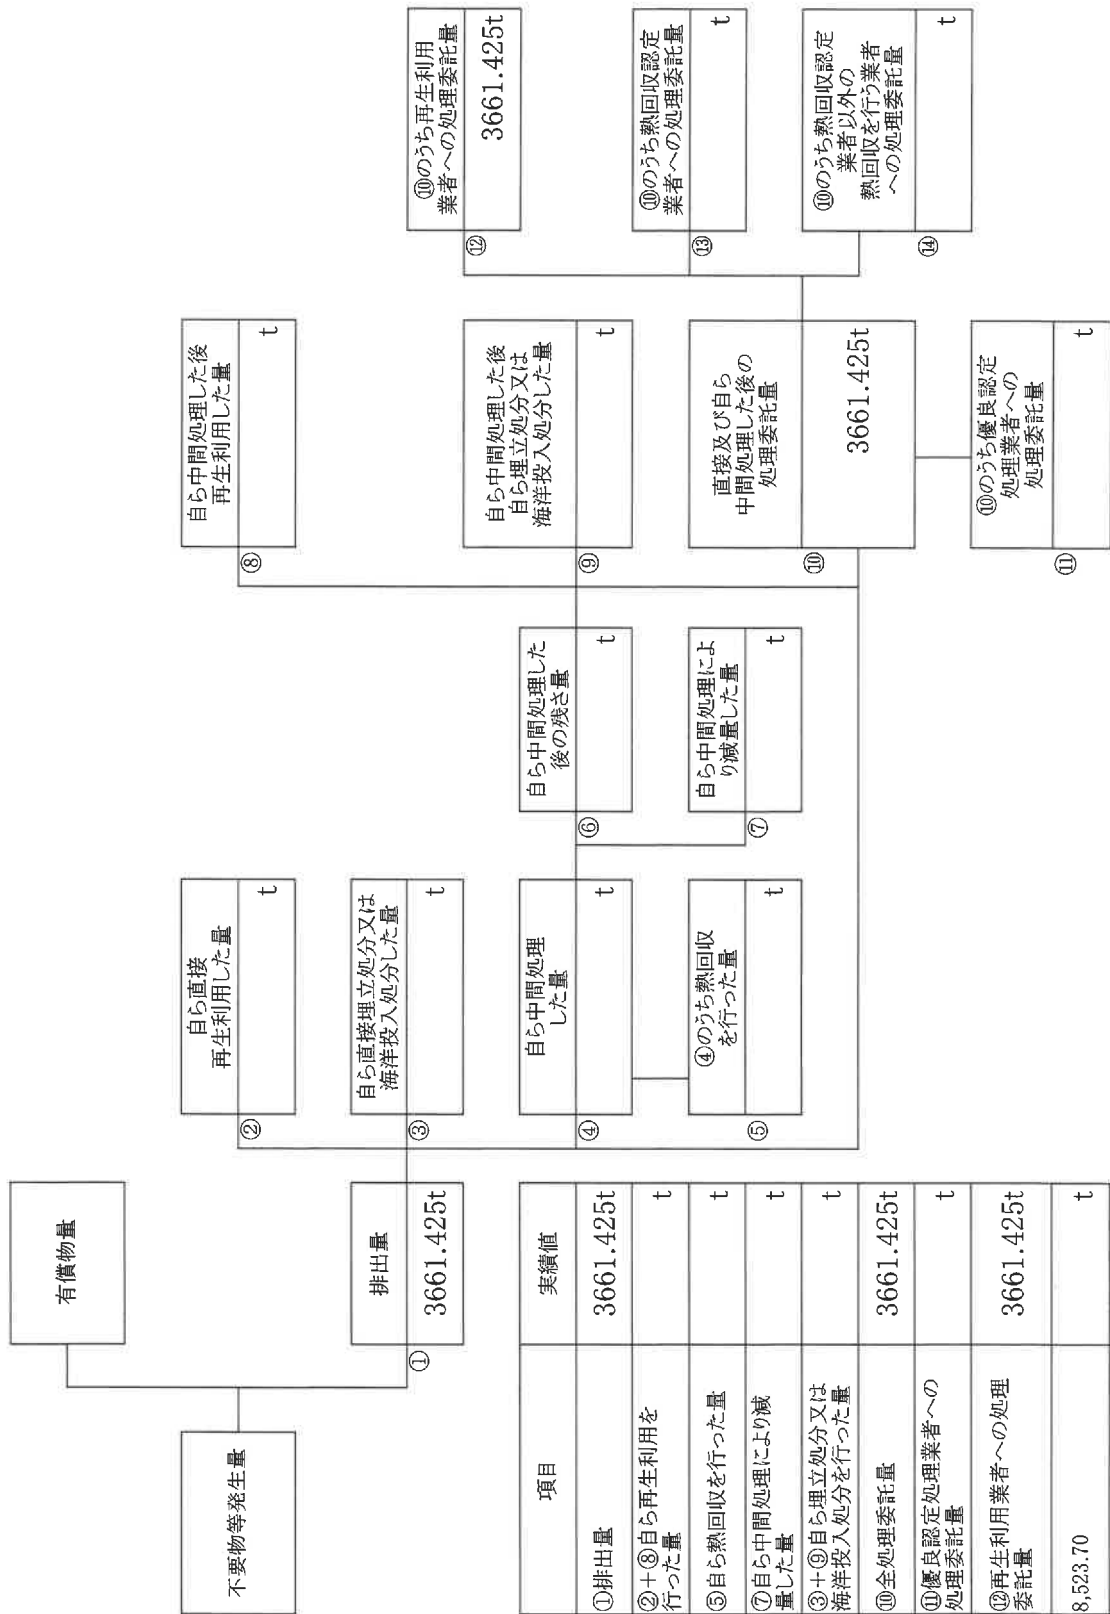 有償物量
不要物等発生量
排出量
①
3661.425t
自ら直接
再生利用した量
②
t
自ら直接埋立処分又は
海洋投入処分した量
③
t
自ら中間処理
した量
④
t
④のうち熱回収
を行った量
⑤
t
自ら中間処理した
後の残さ量
⑥
t
自ら中間処理によ
り減量した量
⑦
t
自ら中間処理した後
再生利用した量
⑧
t
自ら中間処理した後
自ら埋立処分又は
海洋投入処分した量
⑨
t
直接及び自ら
中間処理した後の
処理委託量
⑩
3661.425t
⑩のうち優良認定
処理業者への
処理委託量
⑪
t
⑩のうち再生利用
業者への処理委託量
⑫
3661.425t
⑩のうち熱回収認定
業者への処理委託量
⑬
t
⑩のうち熱回収認定
業者以外の
熱回収を行う業者
への処理委託量
⑭
t
項目 実績値
①排出量 3661.425t
②+⑧自ら再生利用を
行った量 t
⑤自ら熱回収を行った量 t
⑦自ら中間処理により減
量した量 t
③+⑨自ら埋立処分又は
海洋投入処分を行った量 t
⑩全処理委託量 3661.425t
⑪優良認定処理業者への
処理委託量 t
⑫再生利用業者への処理
委託量 3661.425t
8,523.70 t